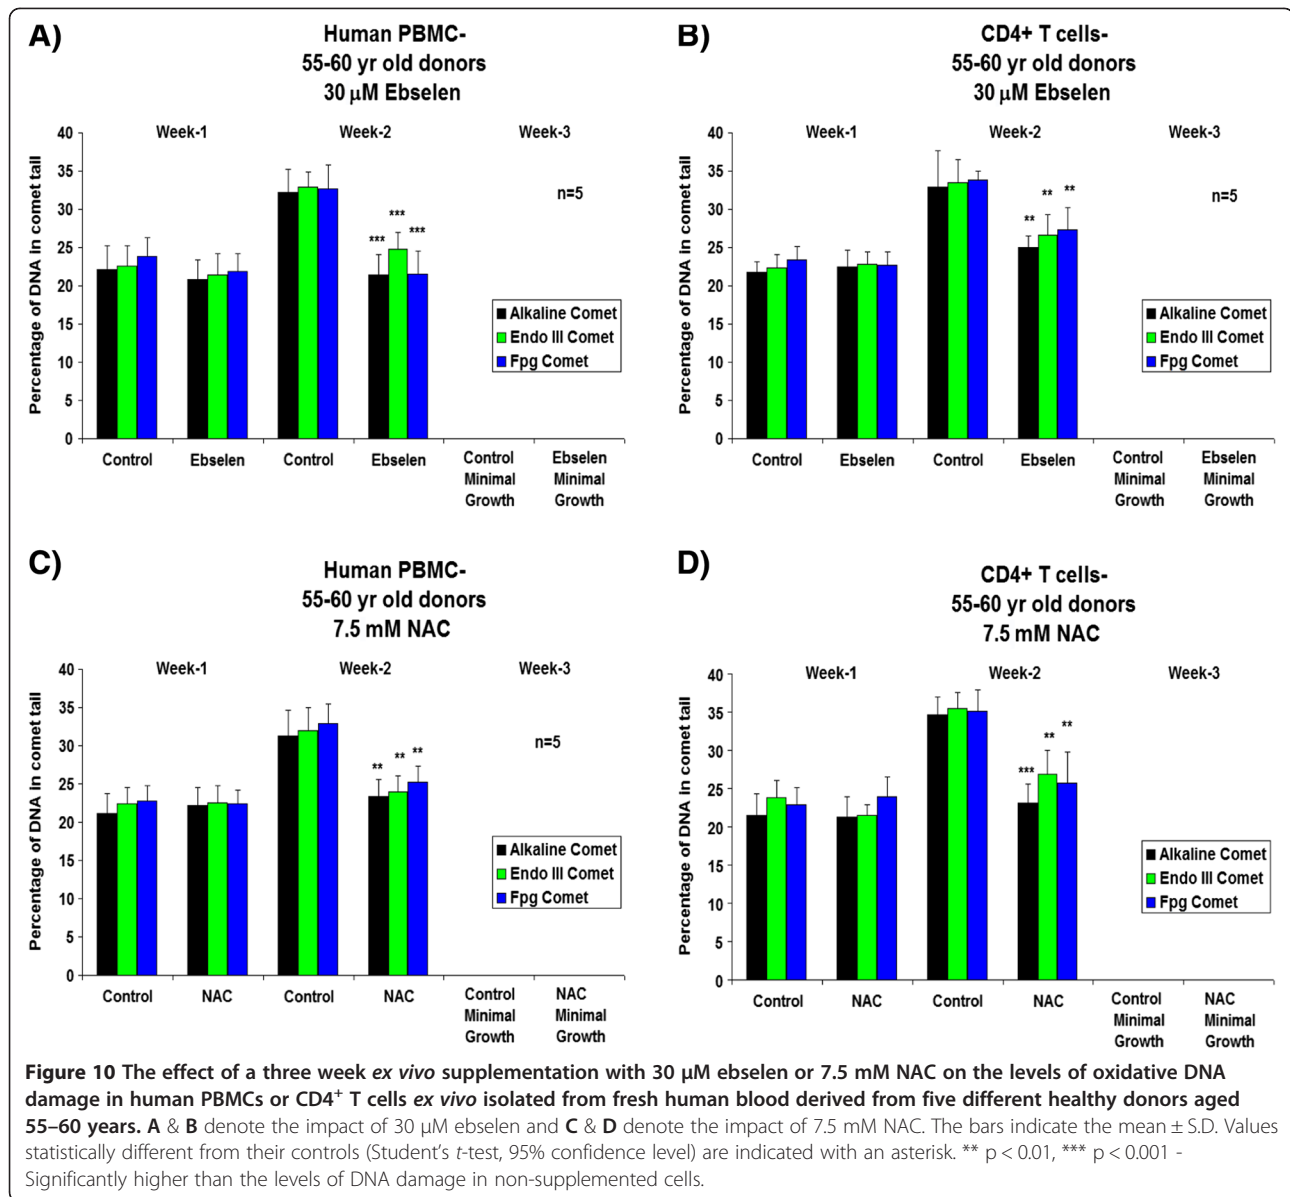 A)
Human PBMC-
55-60 yr old donors
30 µM Ebselen
Week-1 Week-2 Week-3
Percentage of DNA in comet tail
40
35
30
25
20
15
10
5
0
n=5
*** *** ***
Alkaline Comet
Endo III Comet
Fpg Comet
Control Ebselen Control Ebselen Control Ebselen
Minimal Minimal
Growth Growth
B)
CD4+ T cells-
55-60 yr old donors
30 µM Ebselen
Week-1 Week-2 Week-3
Percentage of DNA in comet tail
40
35
30
25
20
15
10
5
0
n=5
** ** **
Alkaline Comet
Endo III Comet
Fpg Comet
Control Ebselen Control Ebselen Control Ebselen
Minimal Minimal
Growth Growth
C)
Human PBMC-
55-60 yr old donors
7.5 mM NAC
Week-1 Week-2 Week-3
Percentage of DNA in comet tail
40
35
30
25
20
15
10
5
0
n=5
** ** **
Alkaline Comet
Endo III Comet
Fpg Comet
Control NAC Control NAC Control NAC
Minimal Minimal
Growth Growth
D)
CD4+ T cells-
55-60 yr old donors
7.5 mM NAC
Week-1 Week-2 Week-3
Percentage of DNA in comet tail
40
35
30
25
20
15
10
5
0
*** ** **
Alkaline Comet
Endo III Comet
Fpg Comet
Control NAC Control NAC Control NAC
Minimal Minimal
Growth Growth
Figure 10 The effect of a three week ex vivo supplementation with 30 µM ebselen or 7.5 mM NAC on the levels of oxidative DNA
damage in human PBMCs or CD4⁺ T cells ex vivo isolated from fresh human blood derived from five different healthy donors aged
55–60 years. A & B denote the impact of 30 µM ebselen and C & D denote the impact of 7.5 mM NAC. The bars indicate the mean ± S.D. Values
statistically different from their controls (Student's t-test, 95% confidence level) are indicated with an asterisk. ** p < 0.01, *** p < 0.001 -
Significantly higher than the levels of DNA damage in non-supplemented cells.